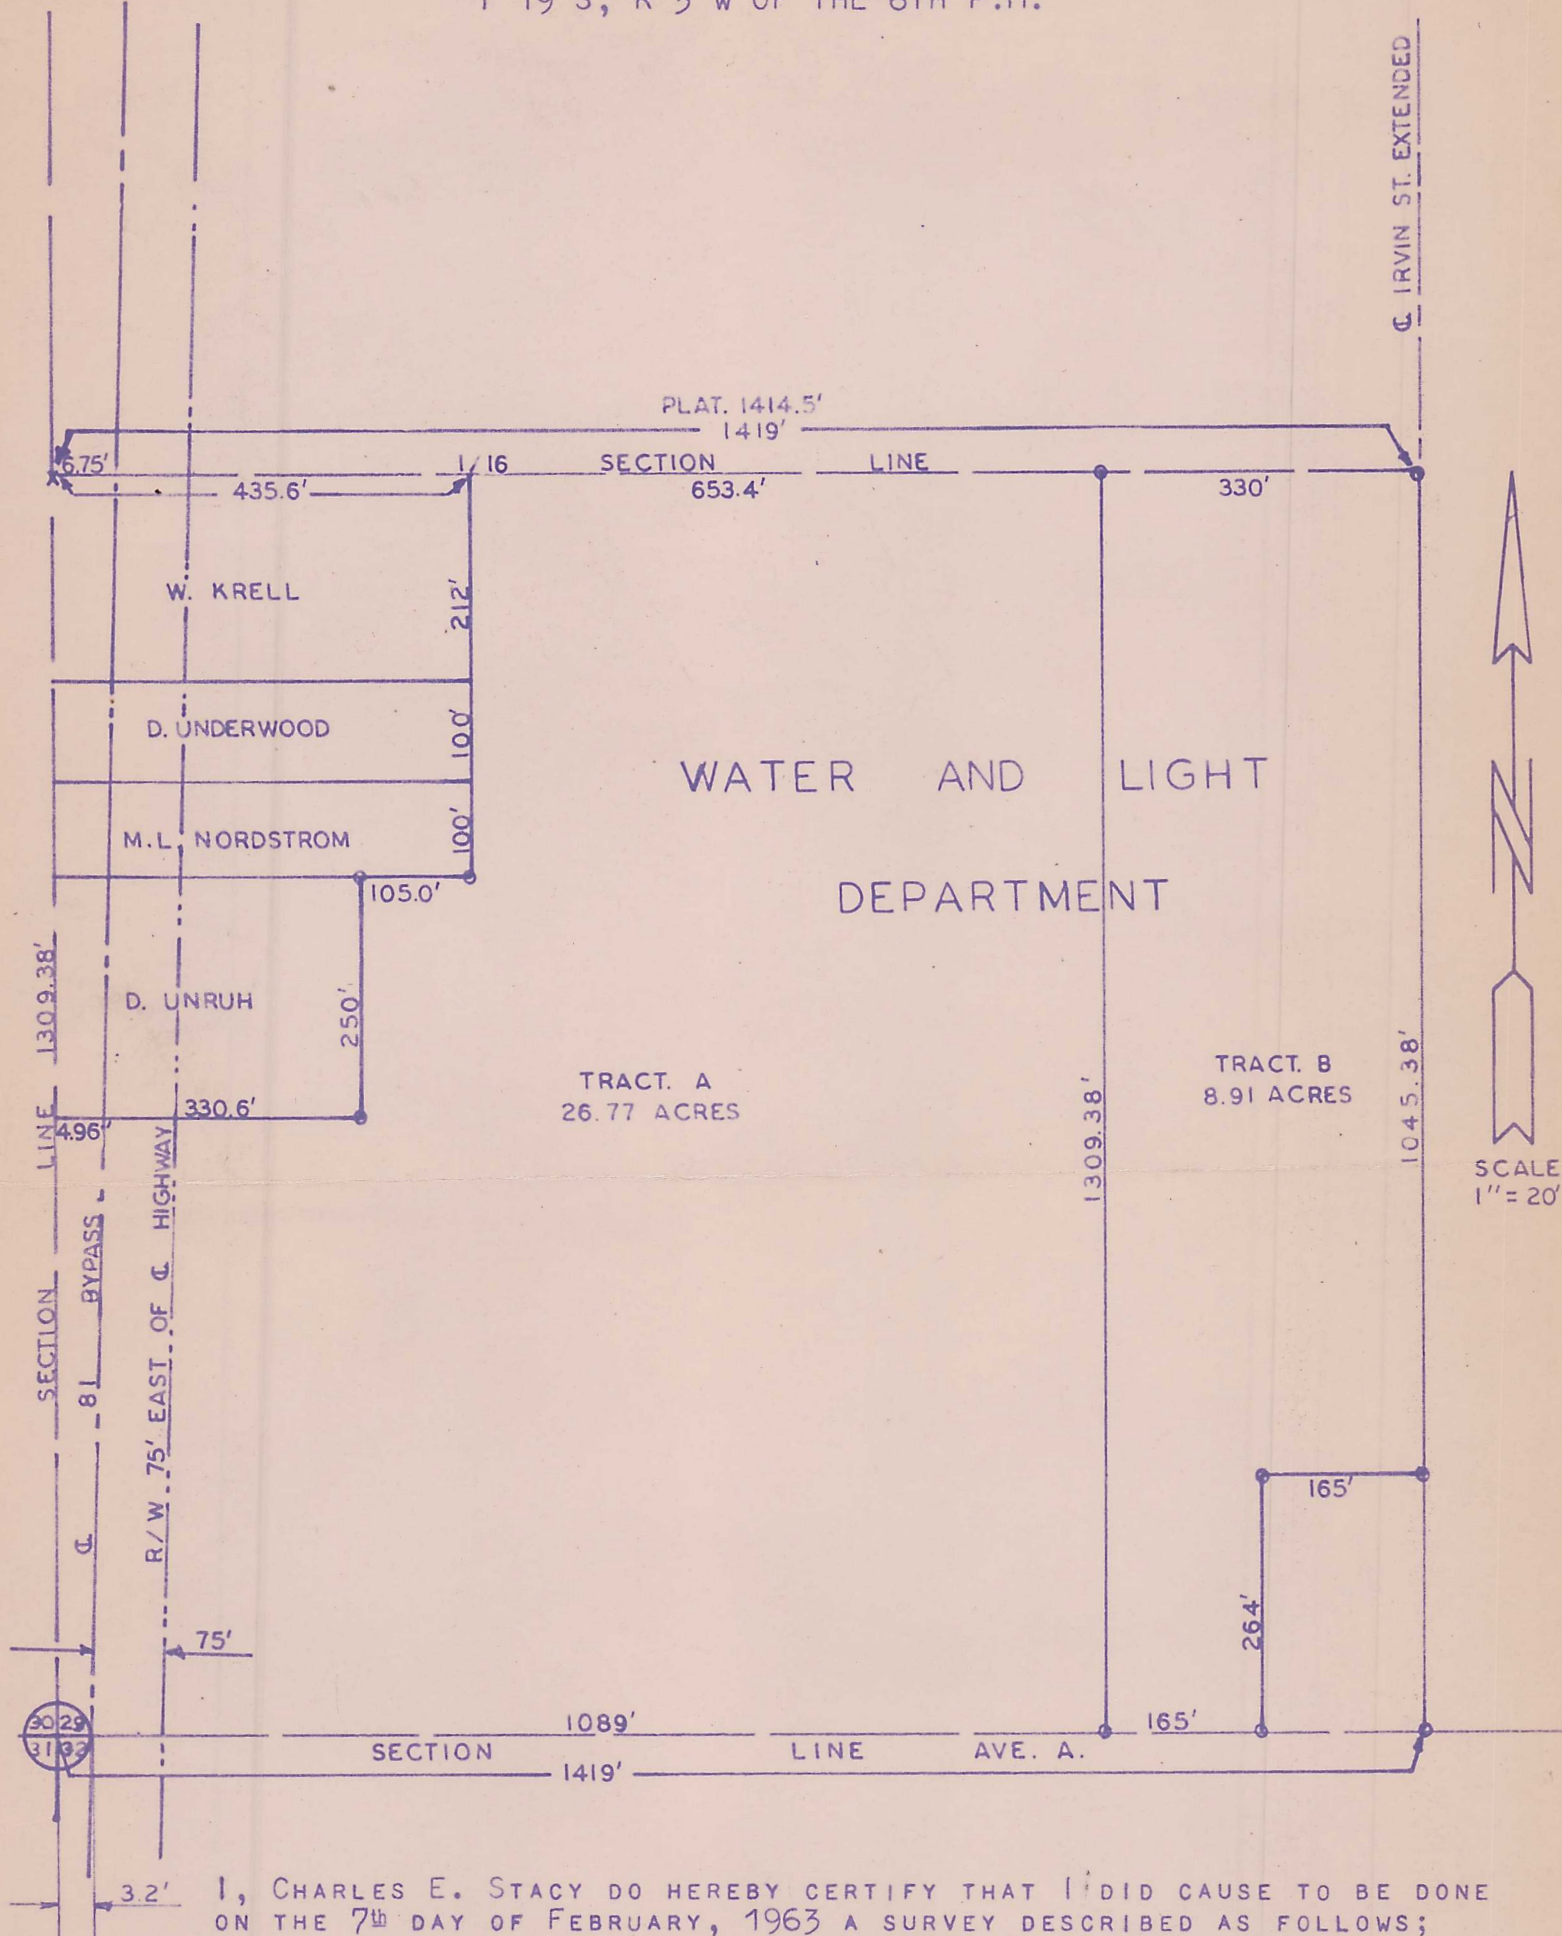 T 19 S, R 3 W OF THE 6TH P.M.
℄ IRVIN ST. EXTENDED
PLAT. 1414.5'
1419'
6.75'
1/16 SECTION LINE
435.6'
653.4'
330'
W. KRELL
212'
D. UNDERWOOD
100'
WATER AND LIGHT
M.L. NORDSTROM
100'
DEPARTMENT
105.0'
D. UNRUH
250'
SECTION LINE 1309.38'
TRACT. A
26.77 ACRES
1309.38'
TRACT. B
8.91 ACRES
1045.38'
330.6'
4.96'
SCALE
1" = 20'
℄ 81 BYPASS
R/W 75' EAST OF ℄ HIGHWAY
165'
264'
75'
30 29
31 32
1089'
165'
SECTION LINE AVE. A.
1419'
3.2'
I, CHARLES E. STACY DO HEREBY CERTIFY THAT I DID CAUSE TO BE DONE
ON THE 7th DAY OF FEBRUARY, 1963 A SURVEY DESCRIBED AS FOLLOWS;